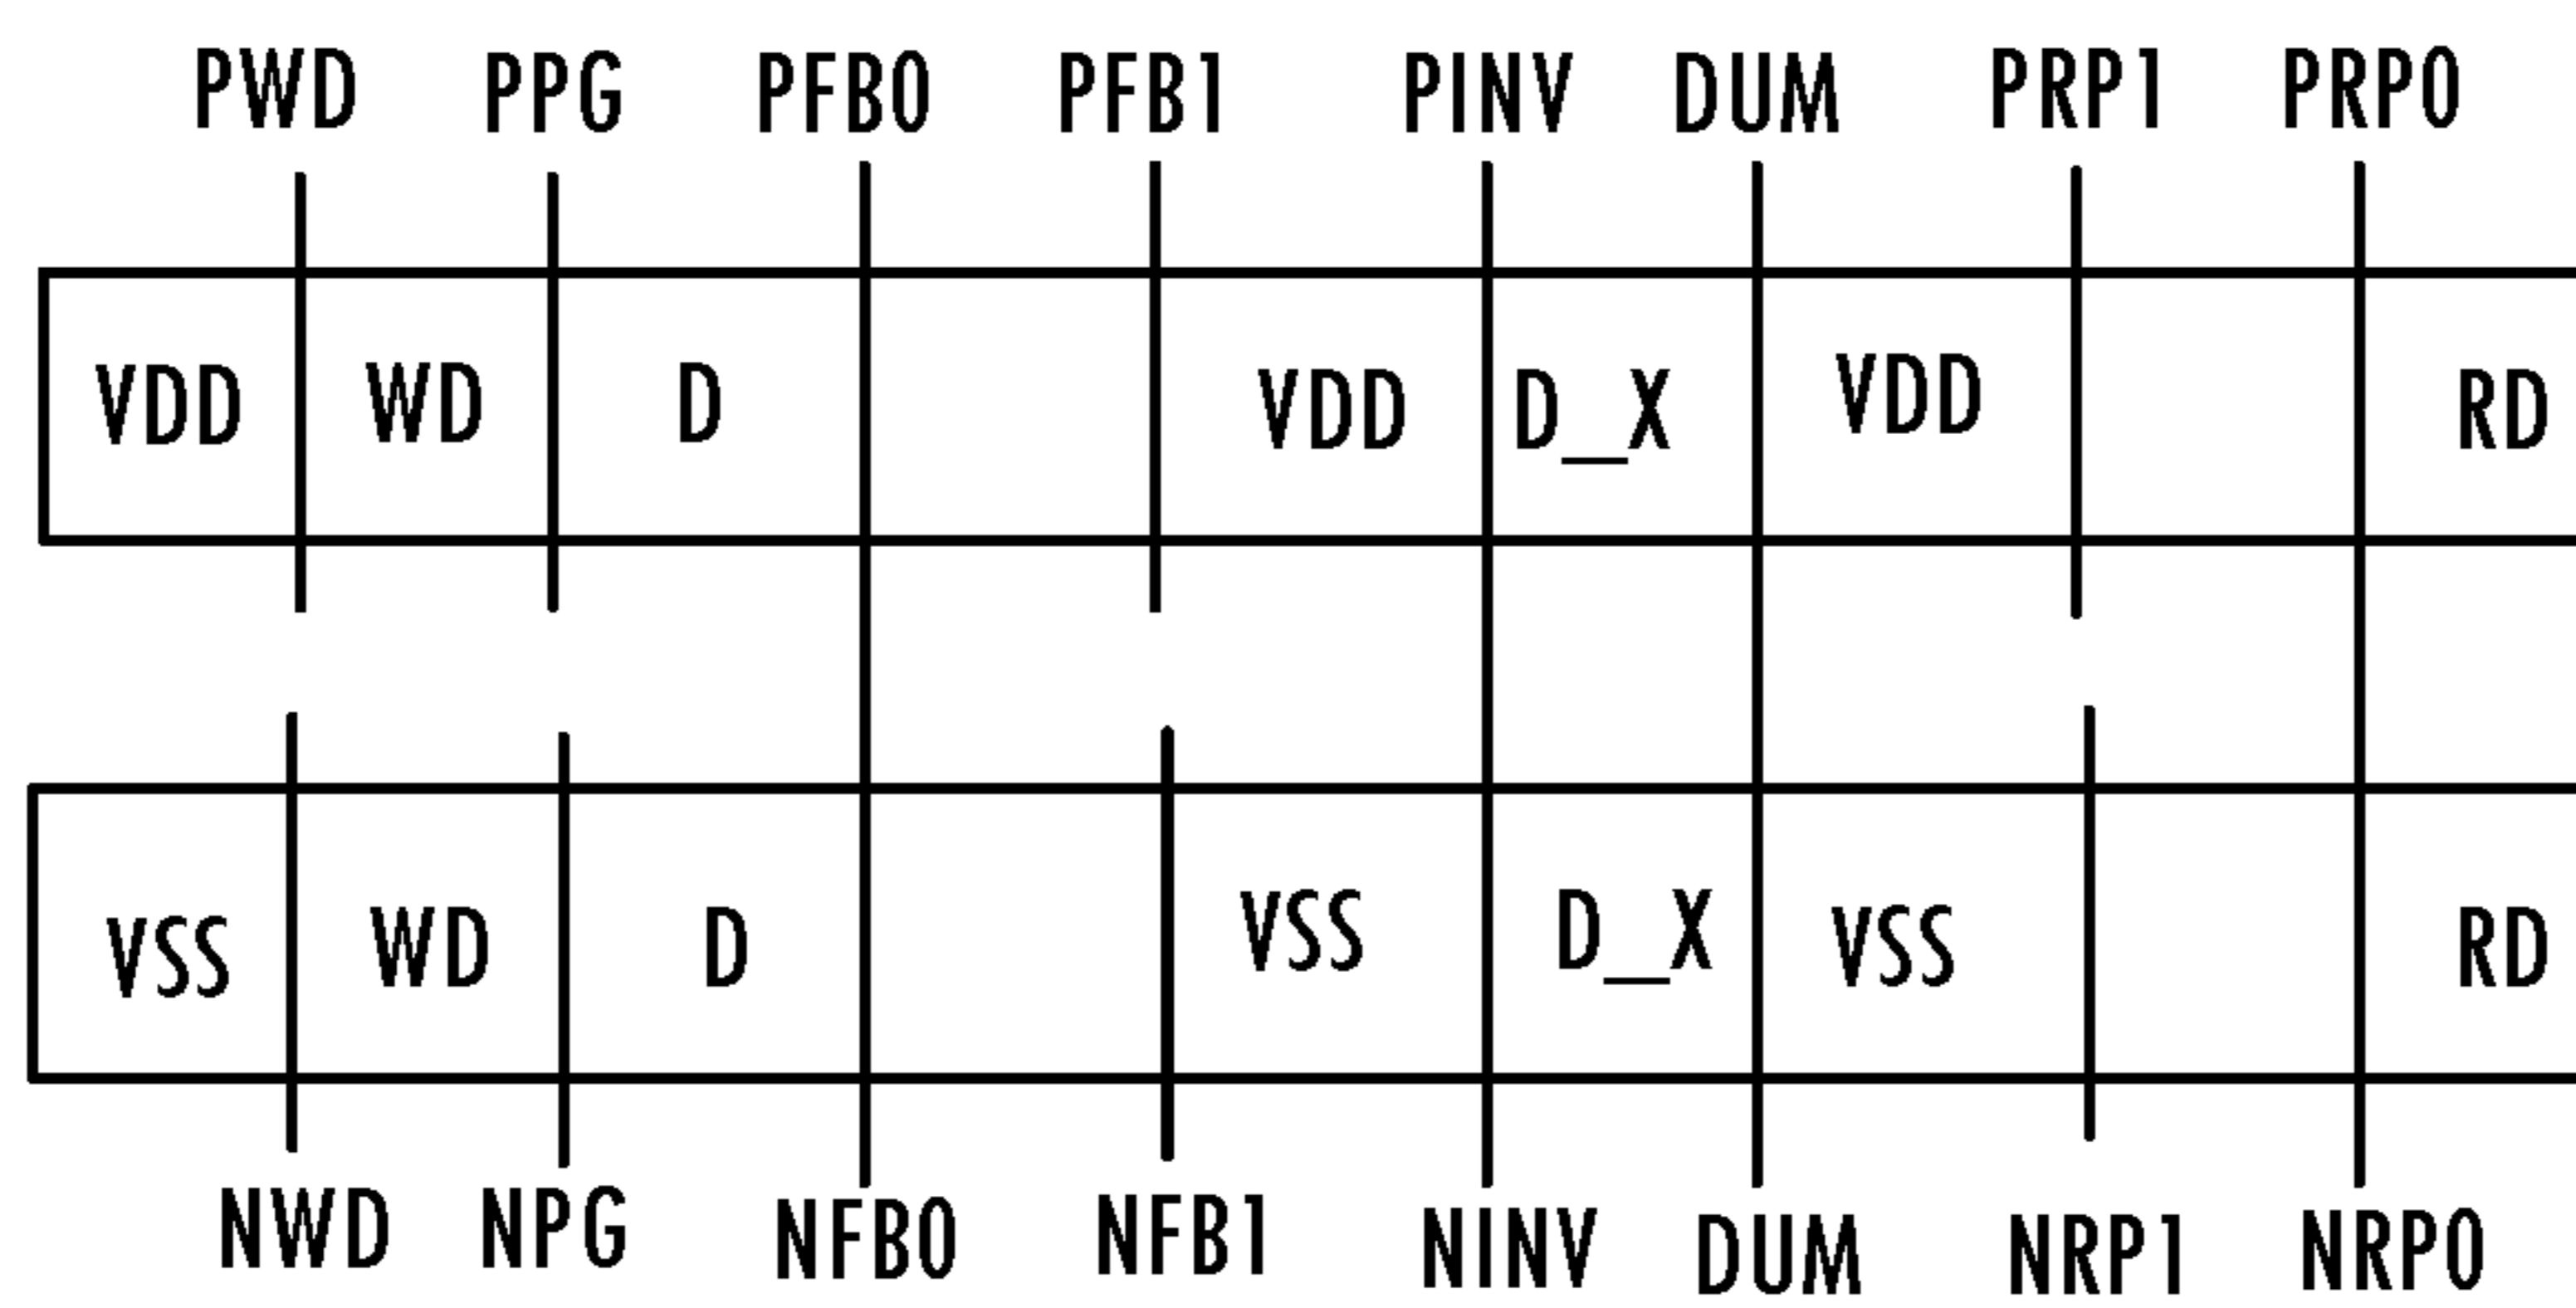 PWD PPG PFB0 PFB1 PINV DUM PRP1 PRP0
VDD WD D VDD D_X VDD RD
VSS WD D VSS D_X VSS RD
NWD NPG NFB0 NFB1 NINV DUM NRP1 NRP0